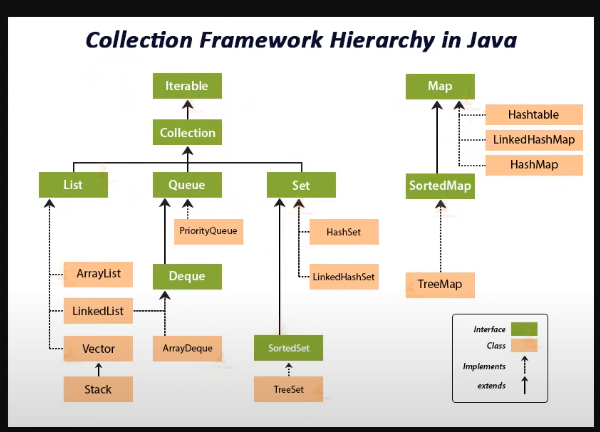 Collection Framework Hierarchy in Java
Iterable
Map
Hashtable
Collection
LinkedHashMap
HashMap
List
Queue
Set
SortedMap
PriorityQueue
HashSet
ArrayList
Deque
LinkedHashSet
TreeMap
LinkedList
Vector
ArrayDeque
SortedSet
Stack
TreeSet
Interface
Class
Implements
extends